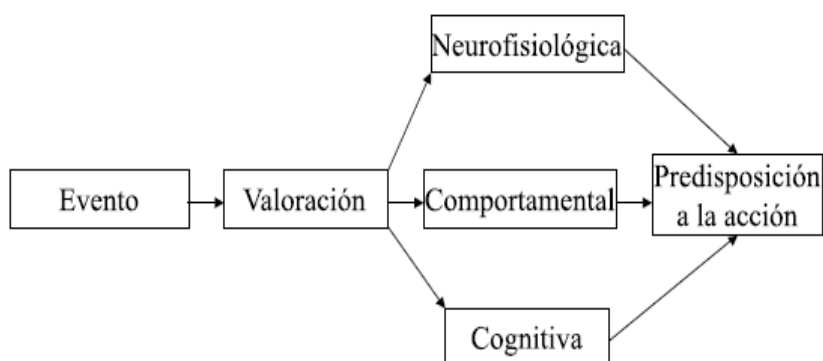 Neurofisiológica
Evento
Valoración
Comportamental
Predisposición
a la acción
Cognitiva